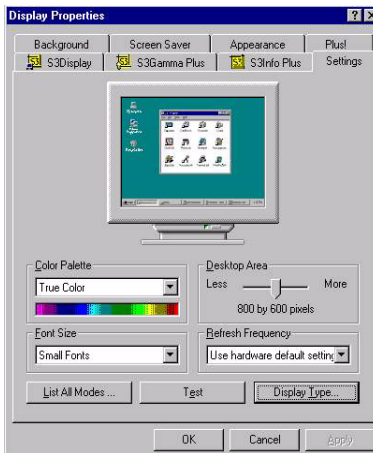 Display Properties
Background Screen Saver Appearance Plus!
S3Display S3Gamma Plus S3Info Plus Settings
Color Palette
True Color
Desktop Area
Less More
800 by 600 pixels
Font Size
Small Fonts
Refresh Frequency
Use hardware default setting
List All Modes ... Test Display Type...
OK Cancel Apply